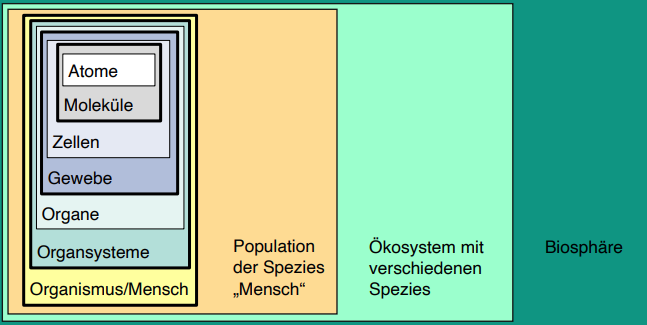 Atome
Moleküle
Zellen
Gewebe
Organe
Organsysteme
Organismus/Mensch
Population
der Spezies
„Mensch“
Ökosystem mit
verschiedenen
Spezies
Biosphäre